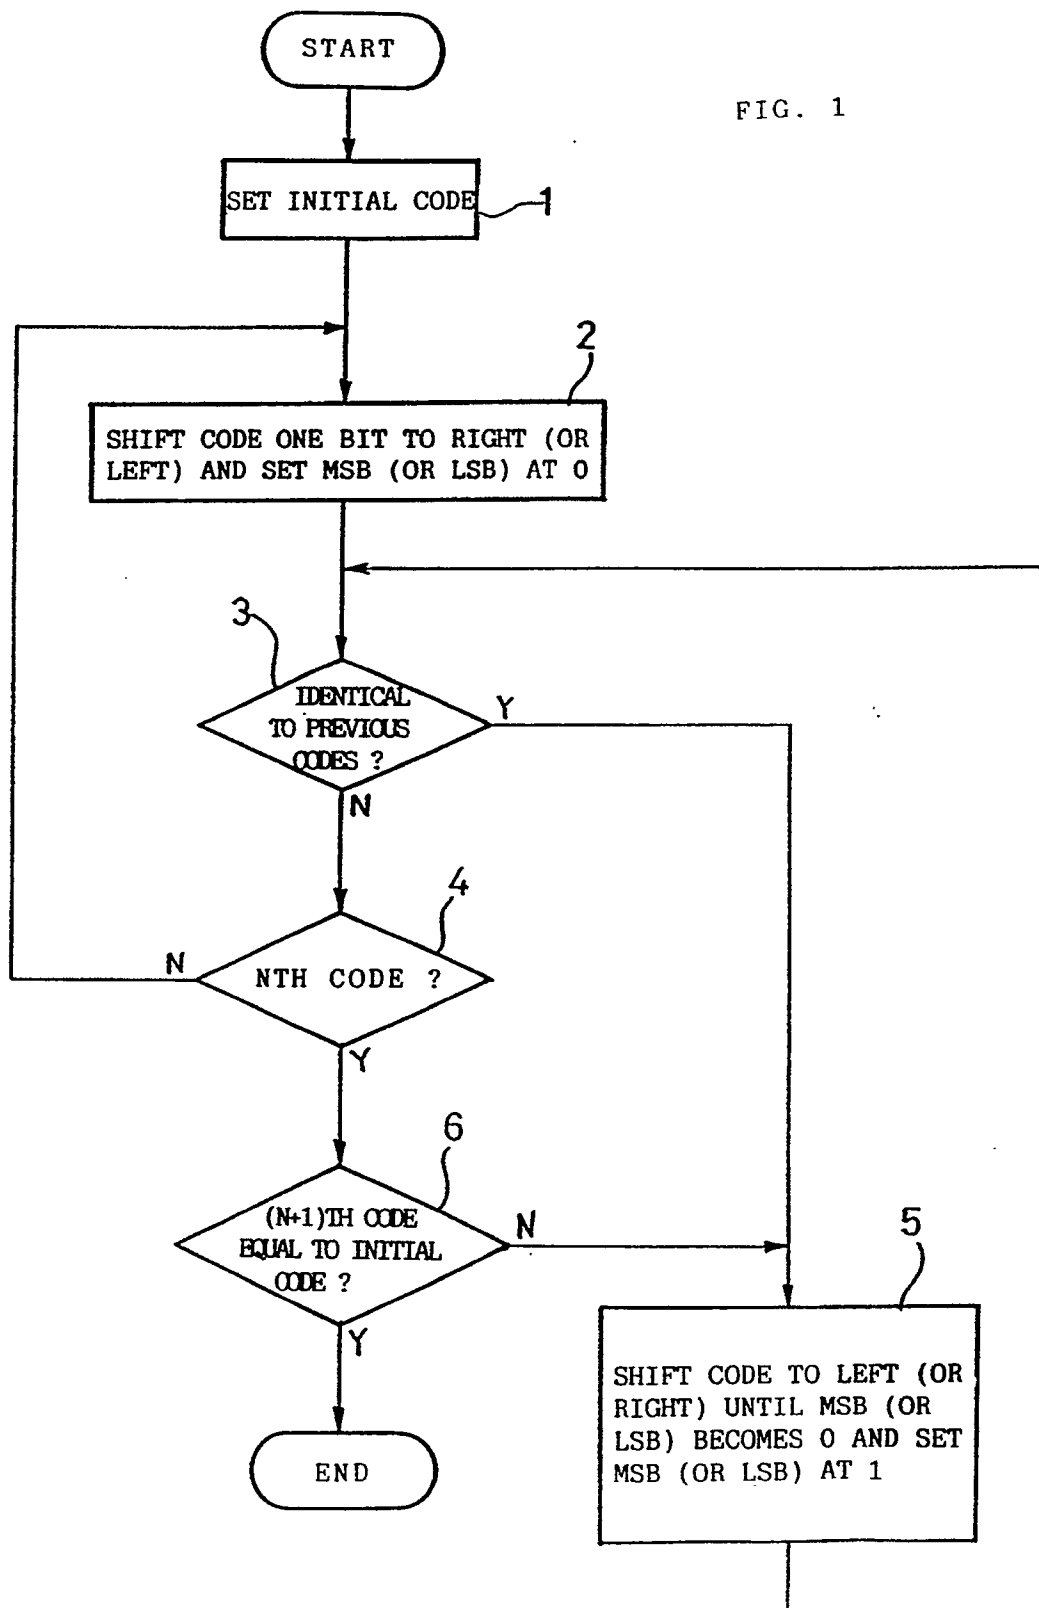 START
FIG. 1
SET INITIAL CODE
1
2
SHIFT CODE ONE BIT TO RIGHT (OR
LEFT) AND SET MSB (OR LSB) AT 0
3
IDENTICAL
TO PREVIOUS
CODES ?
Y
N
4
NTH CODE ?
N
Y
6
(N+1)TH CODE
EQUAL TO INITIAL
CODE ?
N
Y
5
SHIFT CODE TO LEFT (OR
RIGHT) UNTIL MSB (OR
LSB) BECOMES 0 AND SET
MSB (OR LSB) AT 1
END